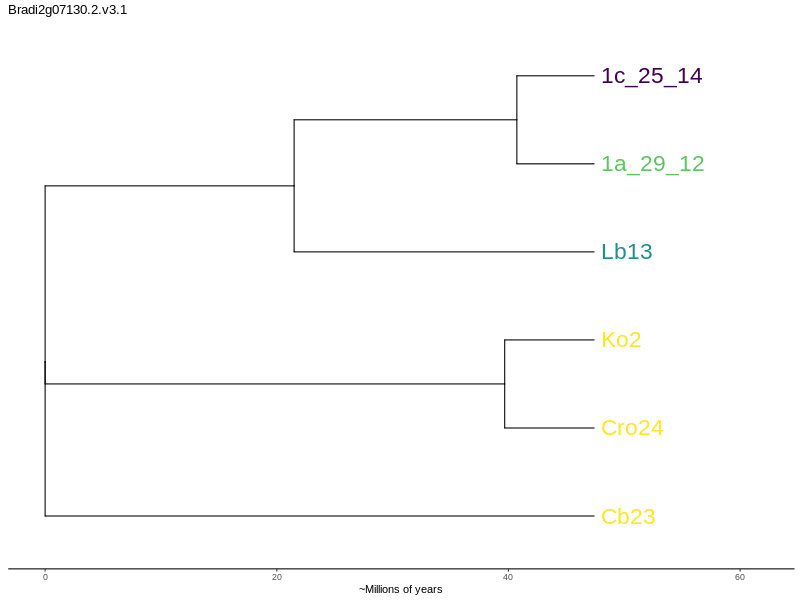 Bradi2g07130.2.v3.1
1c_25_14
1a_29_12
Lb13
Ko2
Cro24
Cb23
0 20 40 60
~Millions of years